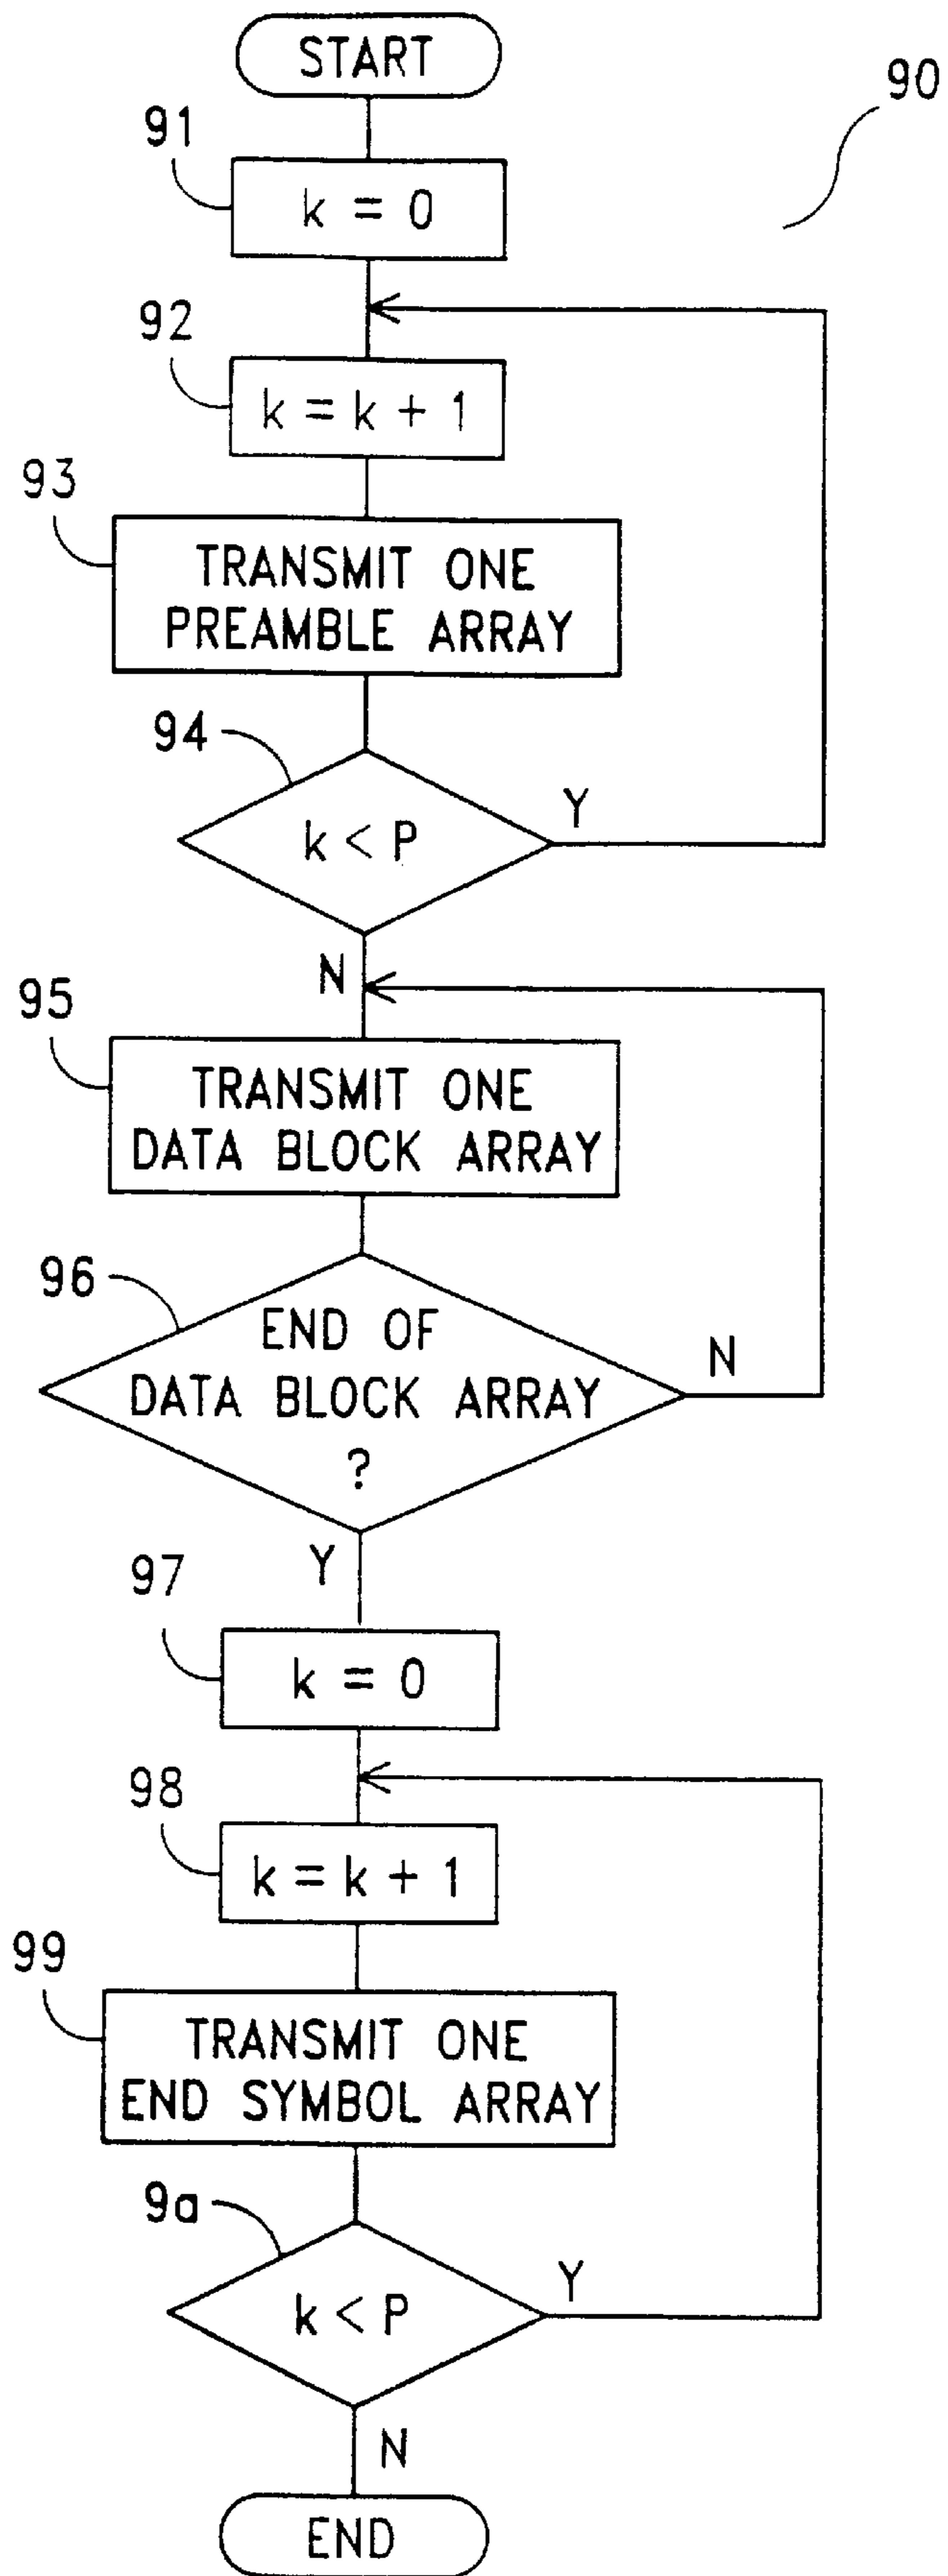 START
90
91
k = 0
92
k = k + 1
93
TRANSMIT ONE
PREAMBLE ARRAY
94
k < P
Y
N
95
TRANSMIT ONE
DATA BLOCK ARRAY
96
END OF
DATA BLOCK ARRAY
?
N
Y
97
k = 0
98
k = k + 1
99
TRANSMIT ONE
END SYMBOL ARRAY
9a
k < P
Y
N
END